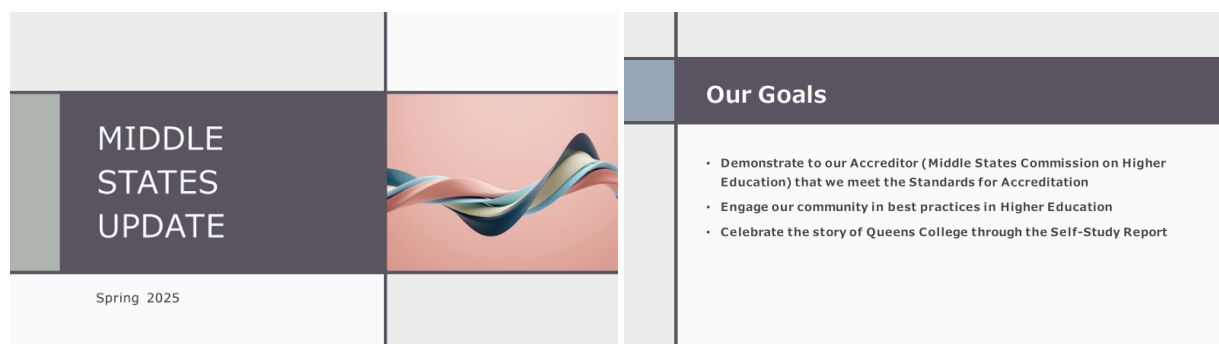 MIDDLE
STATES
UPDATE
Spring 2025
Our Goals
• Demonstrate to our Accreditor (Middle States Commission on Higher
Education) that we meet the Standards for Accreditation
• Engage our community in best practices in Higher Education
• Celebrate the story of Queens College through the Self-Study Report